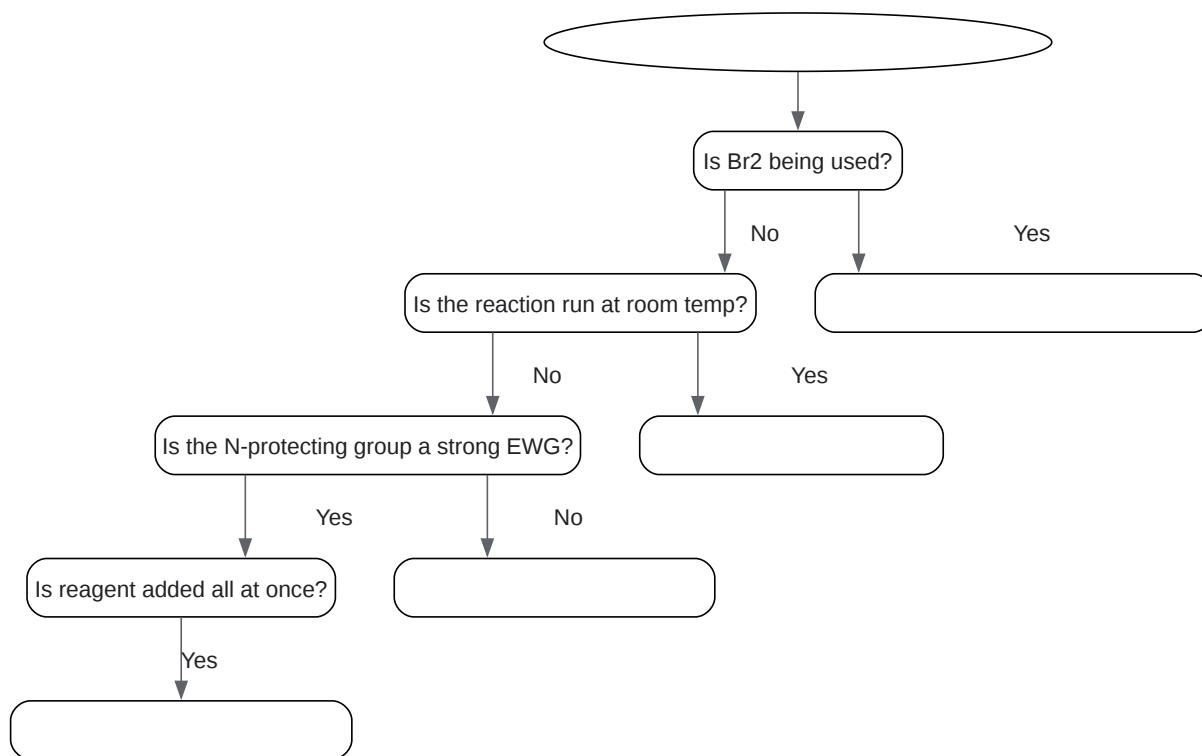 Is Br2 being used?
No
Yes
Is the reaction run at room temp?
No
Yes
Is the N-protecting group a strong EWG?
Yes
No
Is reagent added all at once?
Yes